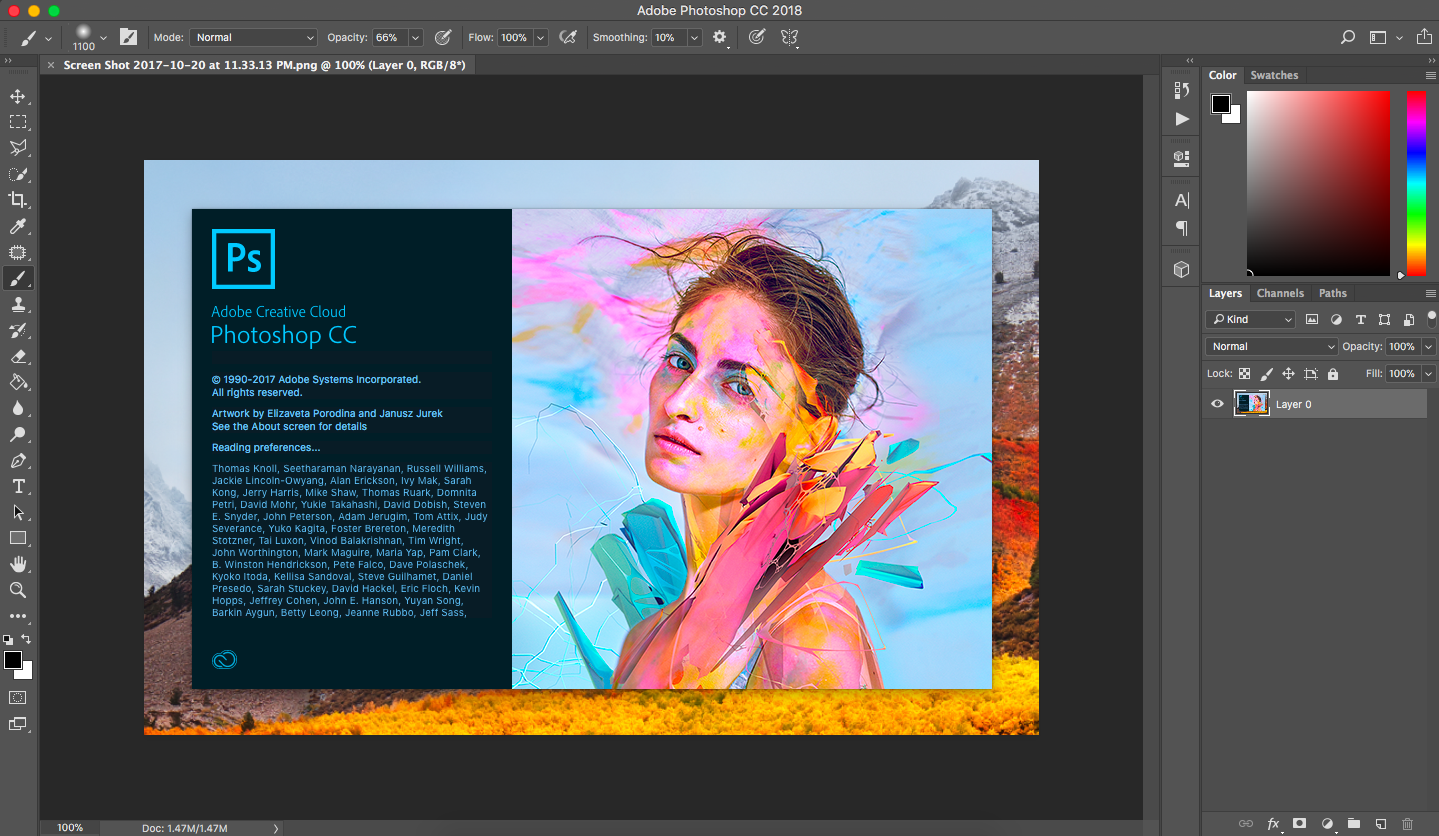 Adobe Photoshop CC 2018
1100
Mode: Normal
Opacity: 66%
Flow: 100%
Smoothing: 10%
Screen Shot 2017-10-20 at 11.33.13 PM.png @ 100% (Layer 0, RGB/8*)
Ps
Adobe Creative Cloud
Photoshop CC
© 1990-2017 Adobe Systems Incorporated.
All rights reserved.
Artwork by Elizaveta Porodina and Janusz Jurek
See the About screen for details
Reading preferences...
Thomas Knoll, Seetharaman Narayanan, Russell Williams,
Jackie Lincoln-Owyang, Alan Erickson, Ivy Mak, Sarah
Kong, Jerry Harris, Mike Shaw, Thomas Ruark, Domnita
Petri, David Mohr, Yukie Takahashi, David Dobish, Steven
E. Snyder, John Peterson, Adam Jerugim, Tom Attix, Judy
Severance, Yuko Kagita, Foster Brereton, Meredith
Stotzner, Tai Luxon, Vinod Balakrishnan, Tim Wright,
John Worthington, Mark Maguire, Maria Yap, Pam Clark,
B. Winston Hendrickson, Pete Falco, Dave Polaschek,
Kyoko Itoda, Kellisa Sandoval, Steve Guilhamet, Daniel
Presedo, Sarah Stuckey, David Hackel, Eric Floch, Kevin
Hopps, Jeffrey Cohen, John E. Hanson, Yuyan Song,
Barkin Aygun, Betty Leong, Jeanne Rubbo, Jeff Sass,
Color
Swatches
Layers
Channels
Paths
Kind
Normal
Opacity: 100%
Lock:
Fill: 100%
Layer 0
fx
100%
Doc: 1.47M/1.47M